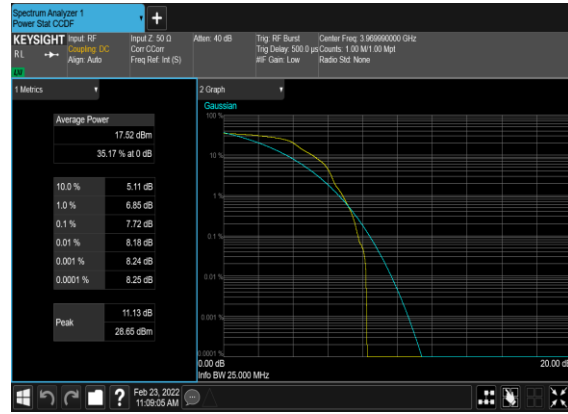 Spectrum Analyzer 1
Power Stat CCDF
+
KEYSIGHT
RL
Input: RF
Coupling: DC
Align: Auto
Input Z: 50 Ω
Corr CCorr
Freq Ref: Int (S)
Atten: 40 dB
Trig: RF Burst
Trig Delay: 500.0 µs
#IF Gain: Low
Center Freq: 3.969990000 GHz
Counts: 1.00 M/1.00 Mpt
Radio Std: None
LXI
1 Metrics
Average Power
17.52 dBm
35.17 % at 0 dB
10.0 % 5.11 dB
1.0 % 6.85 dB
0.1 % 7.72 dB
0.01 % 8.18 dB
0.001 % 8.24 dB
0.0001 % 8.25 dB
Peak
11.13 dB
28.65 dBm
2 Graph
Gaussian
100 %
10 %
1 %
0.1 %
0.01 %
0.001 %
0.0001 %
0.00 dB
20.00 dB
Info BW 25.000 MHz
?
Feb 23, 2022
11:09:05 AM